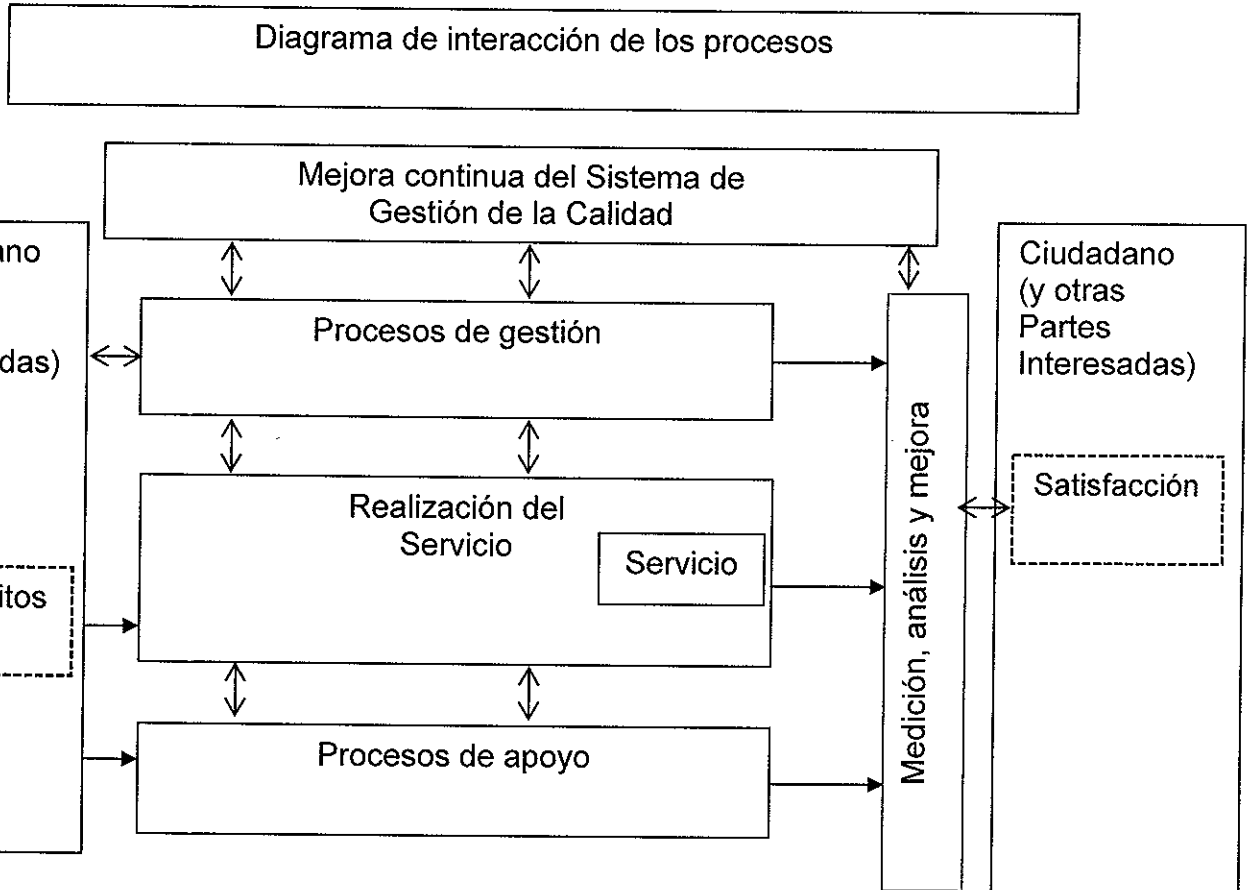 Diagrama de interacción de los procesos
Mejora continua del Sistema de
Gestión de la Calidad
ano
das)
itos
Procesos de gestión
Realización del
Servicio
Servicio
Procesos de apoyo
Medición, análisis y mejora
Ciudadano
(y otras
Partes
Interesadas)
Satisfacción